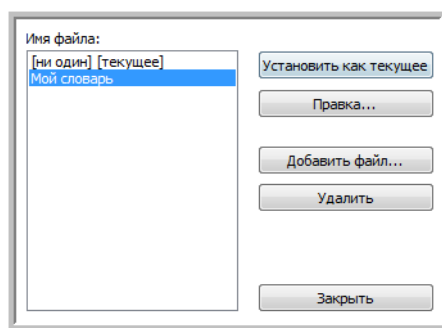 Имя файла:
[ни один] [текущее]
Мой словарь
Установить как текущее
Правка...
Добавить файл...
Удалить
Закрыть